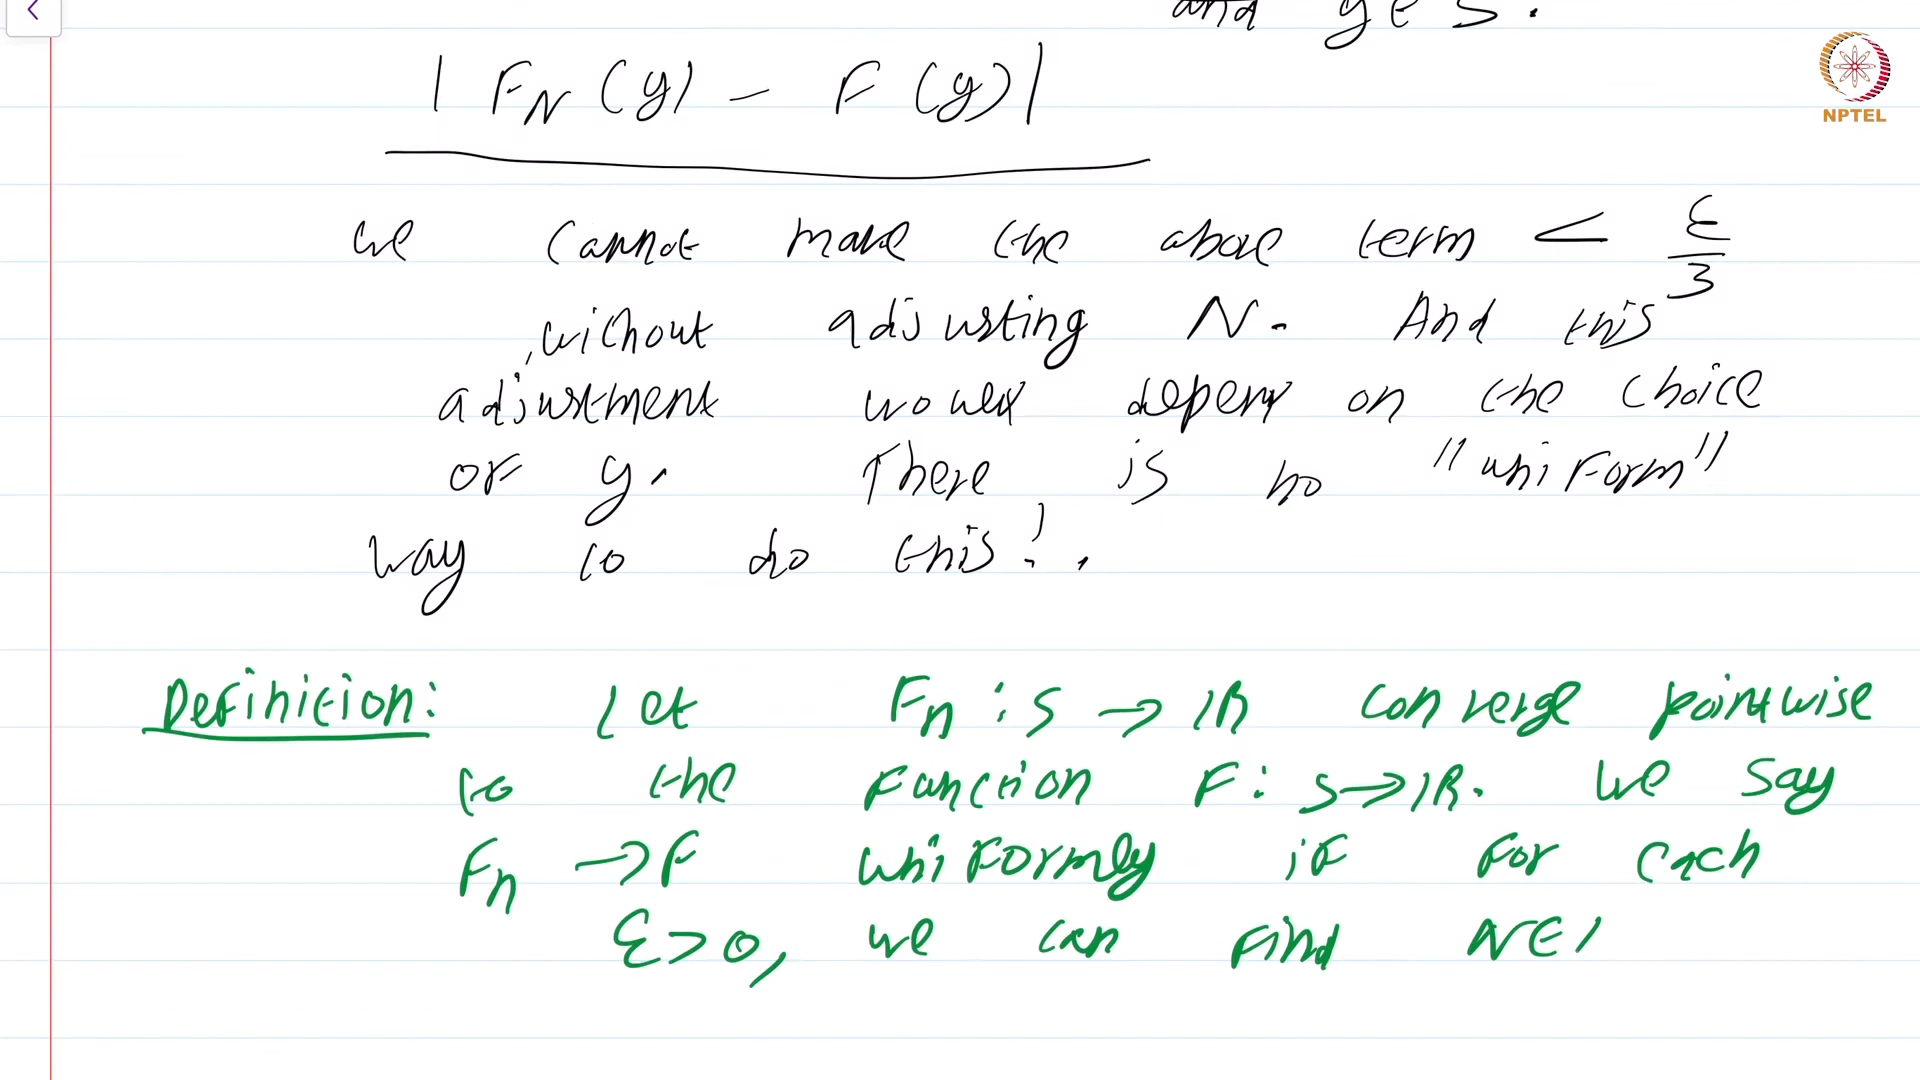 and y ∈ S.
| F_N (y) - F (y) |
NPTEL
we cannot make the above term < ε/3
without adjusting N. And this
adjustment would depend on the choice
of y. There is no "uniform"
way to do this!.
Definition: Let F_n : S → ℝ converge pointwise
to the function F : S → ℝ. We say
F_n → F uniformly if for each
ε > 0, we can find N ∈